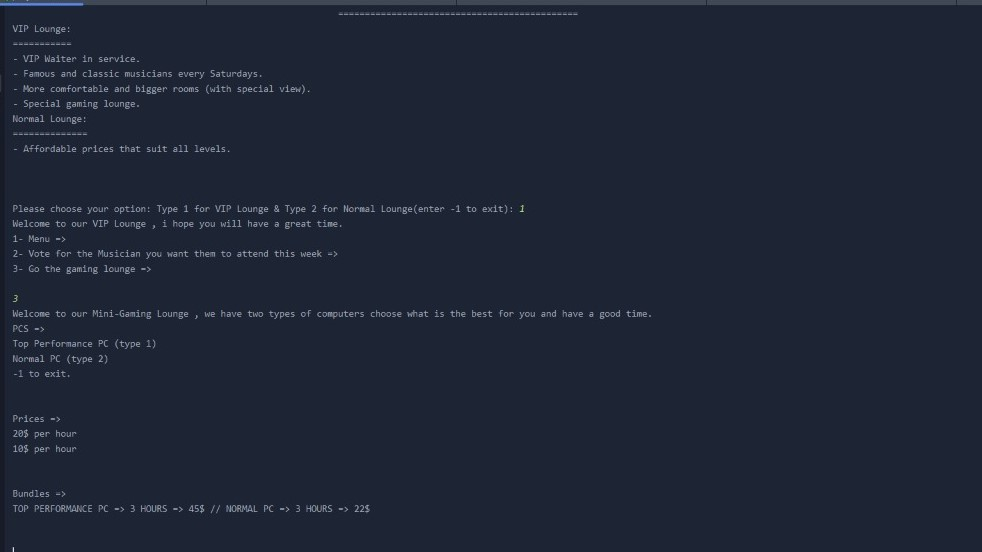 =============================================
VIP Lounge:
===========
- VIP Waiter in service.
- Famous and classic musicians every Saturdays.
- More comfortable and bigger rooms (with special view).
- Special gaming lounge.
Normal Lounge:
==============
- Affordable prices that suit all levels.
Please choose your option: Type 1 for VIP Lounge & Type 2 for Normal Lounge(enter -1 to exit): 1
Welcome to our VIP Lounge , i hope you will have a great time.
1- Menu =>
2- Vote for the Musician you want them to attend this week =>
3- Go the gaming lounge =>
3
Welcome to our Mini-Gaming Lounge , we have two types of computers choose what is the best for you and have a good time.
PCS =>
Top Performance PC (type 1)
Normal PC (type 2)
-1 to exit.
Prices =>
20$ per hour
10$ per hour
Bundles =>
TOP PERFORMANCE PC => 3 HOURS => 45$ // NORMAL PC => 3 HOURS => 22$